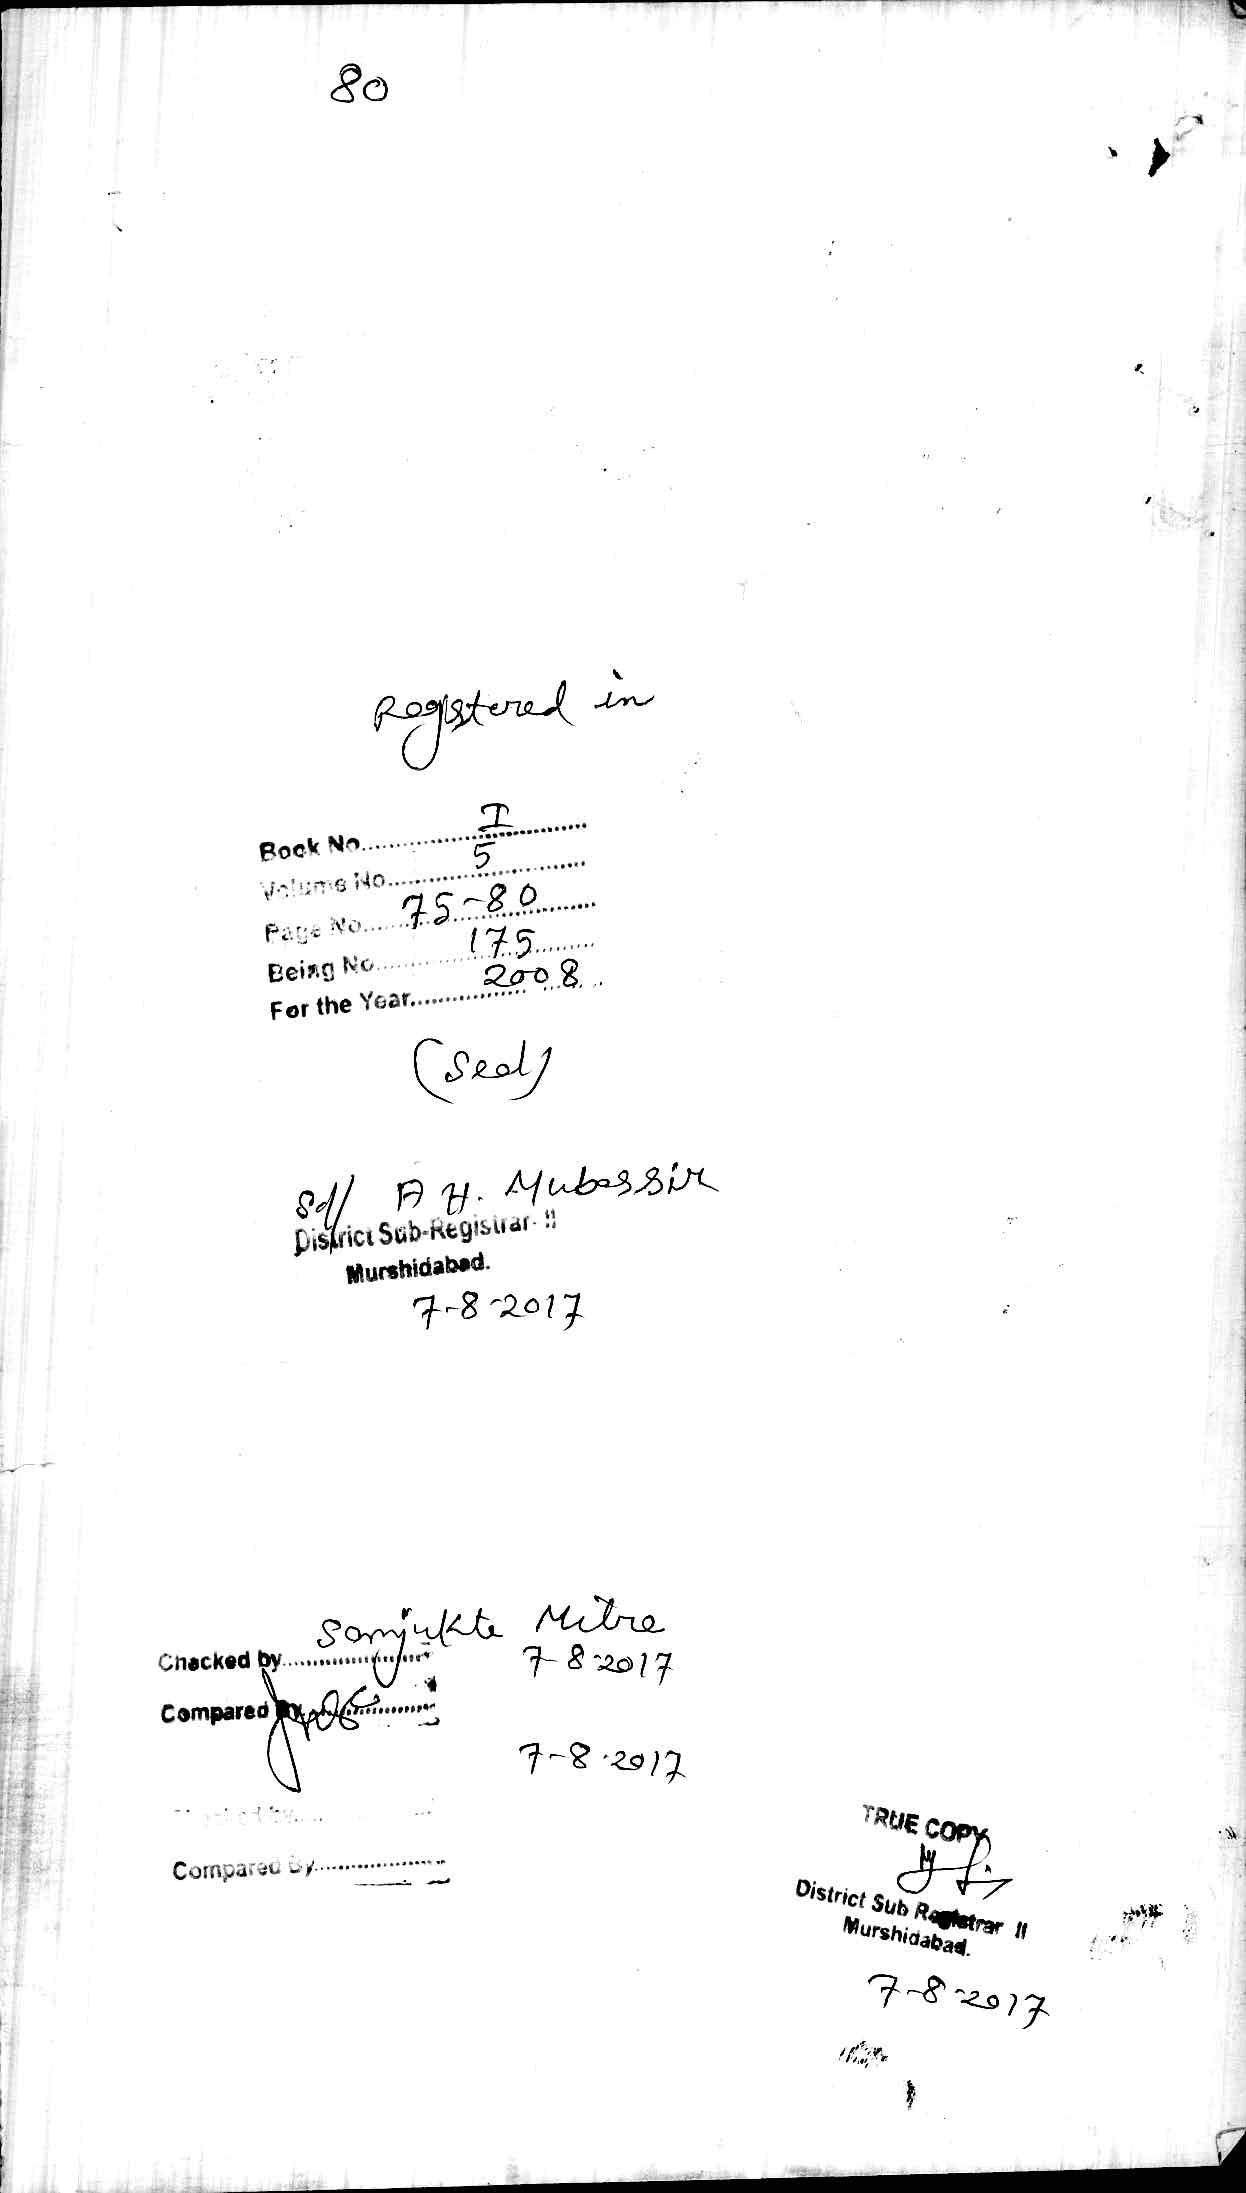 80
Registered in
Book No.................I.............
Volume No...............5.............
Page No......75-80.............
Being No...........175.........
For the Year...........2008...
(Seal)
Sd/ A H. Mubassir
District Sub-Registrar-II
Murshidabad.
7-8-2017
Sanjukta Mitra
Checked by.................... 7-8-2017
Compared By................
7-8-2017
Compared By..................
TRUE COPY
District Sub Registrar II
Murshidabad.
7-8-2017